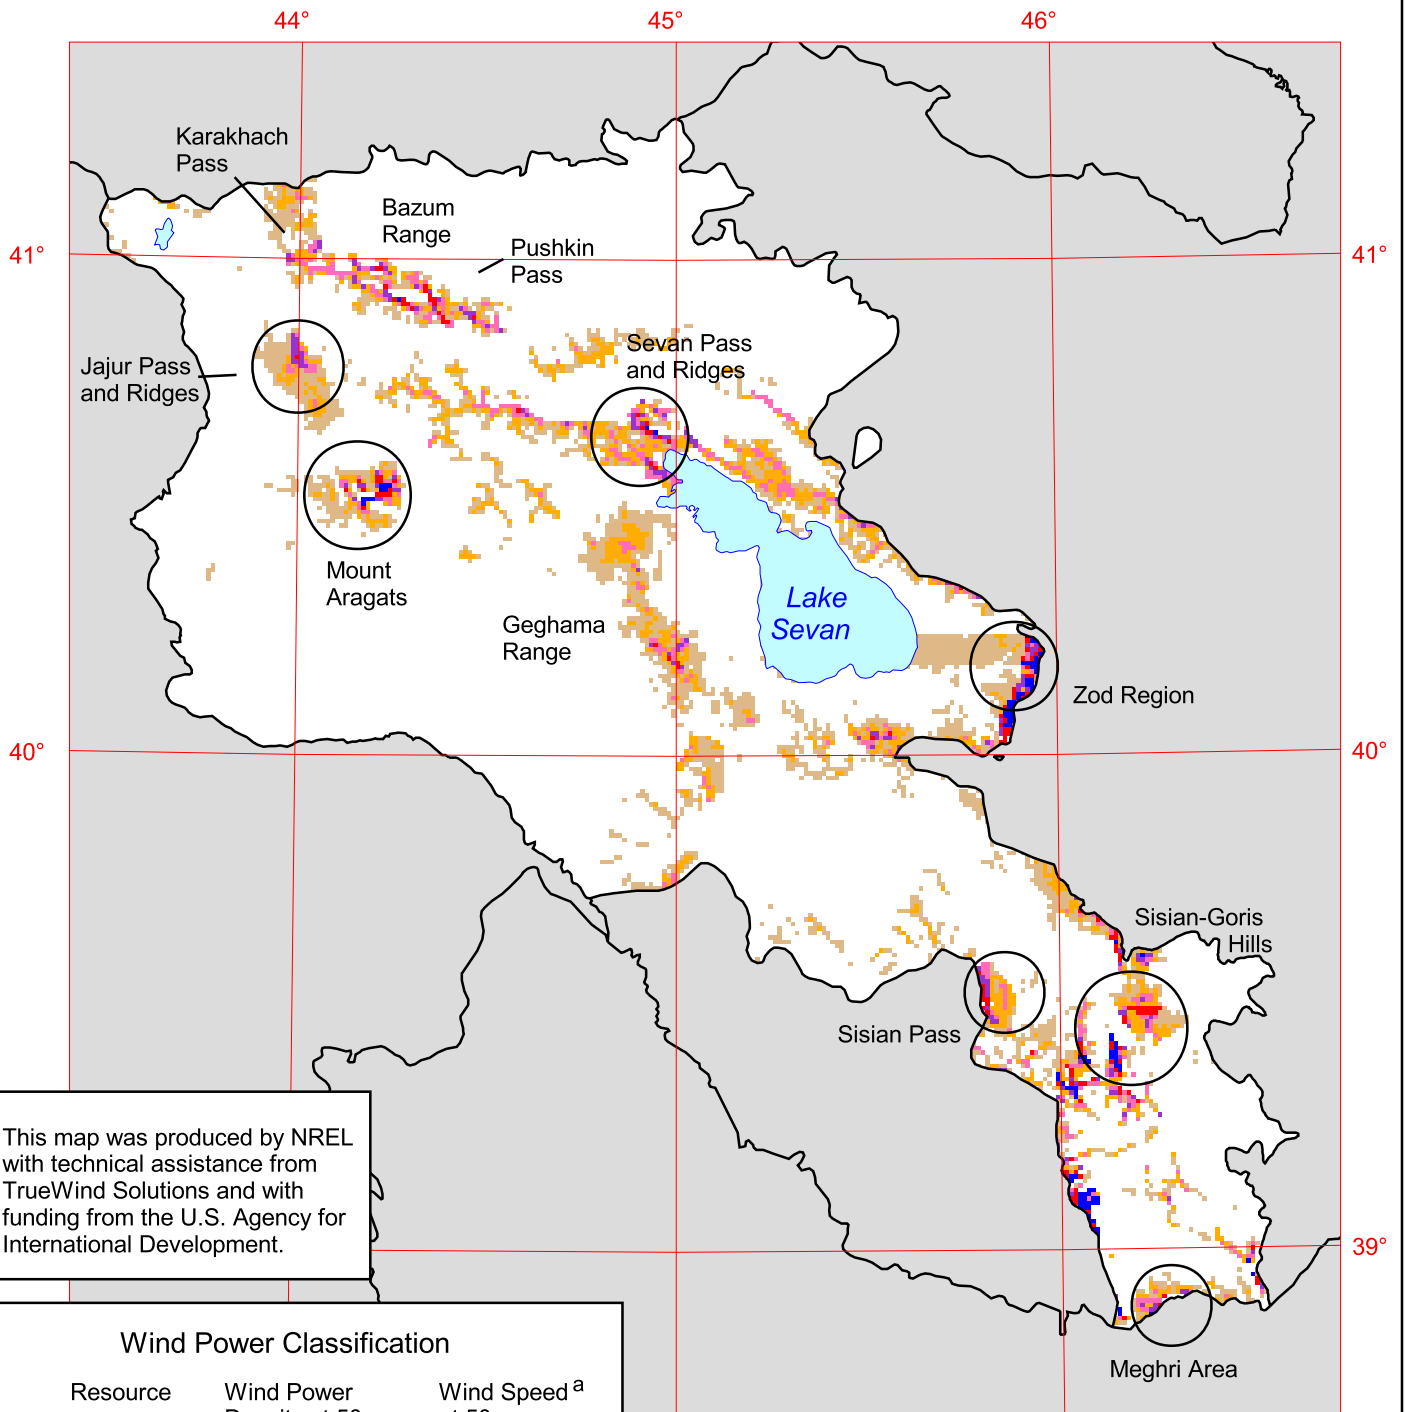 44°
45°
46°
Karakhach
Pass
Bazum
Range
Pushkin
Pass
41°
41°
Sevan Pass
and Ridges
Jajur Pass
and Ridges
Mount
Aragats
Lake
Sevan
Geghama
Range
Zod Region
40°
40°
Sisian-Goris
Hills
Sisian Pass
This map was produced by NREL
with technical assistance from
TrueWind Solutions and with
funding from the U.S. Agency for
International Development.
39°
Meghri Area
Wind Power Classification
Resource
Wind Power
Wind Speed a